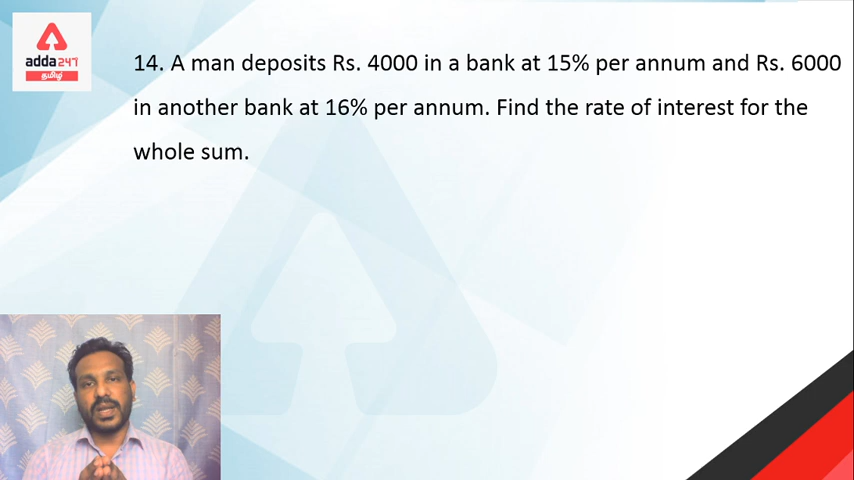 adda247
தமிழ்
14. A man deposits Rs. 4000 in a bank at 15% per annum and Rs. 6000
in another bank at 16% per annum. Find the rate of interest for the
whole sum.